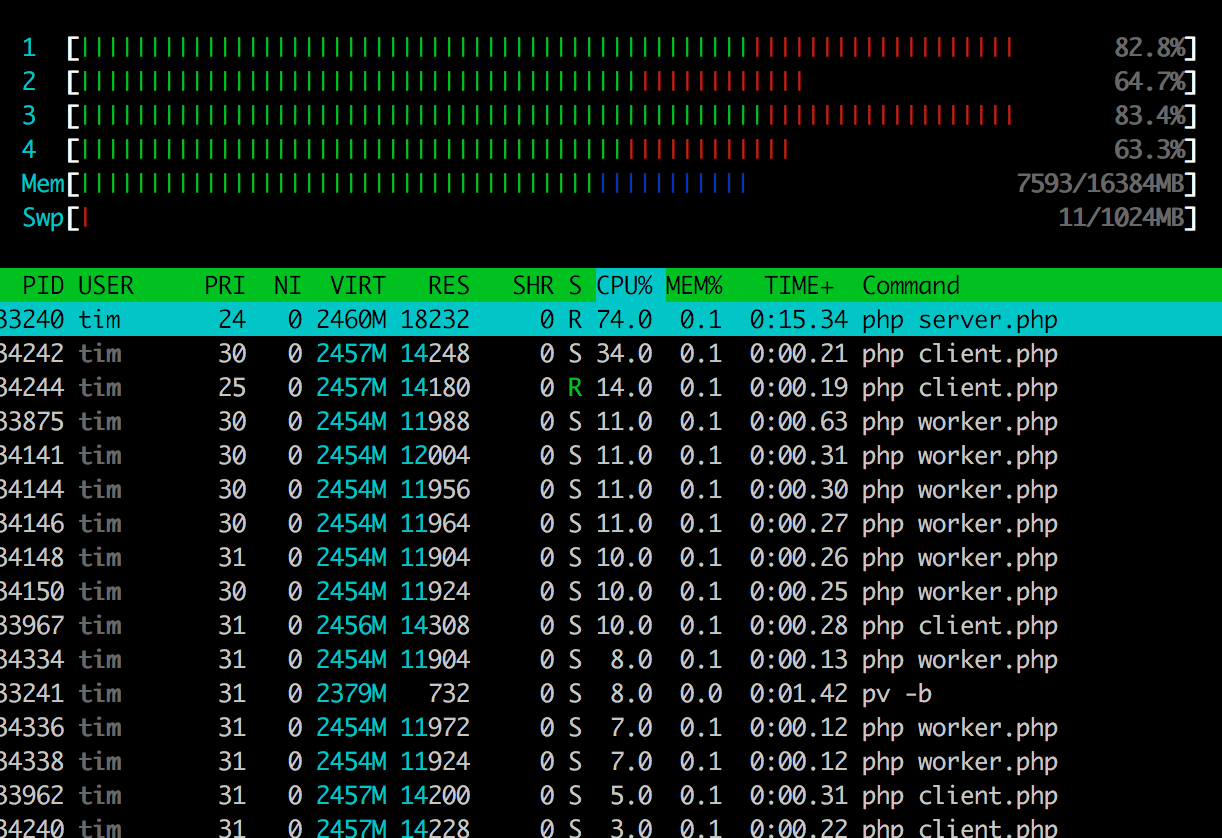 1 [ 82.8%]
2 [ 64.7%]
3 [ 83.4%]
4 [ 63.3%]
Mem[ 7593/16384MB]
Swp[ 11/1024MB]
PID USER PRI NI VIRT RES SHR S CPU% MEM% TIME+ Command
33240 tim 24 0 2460M 18232 0 R 74.0 0.1 0:15.34 php server.php
34242 tim 30 0 2457M 14248 0 S 34.0 0.1 0:00.21 php client.php
34244 tim 25 0 2457M 14180 0 R 14.0 0.1 0:00.19 php client.php
33875 tim 30 0 2454M 11988 0 S 11.0 0.1 0:00.63 php worker.php
34141 tim 30 0 2454M 12004 0 S 11.0 0.1 0:00.31 php worker.php
34144 tim 30 0 2454M 11956 0 S 11.0 0.1 0:00.30 php worker.php
34146 tim 30 0 2454M 11964 0 S 11.0 0.1 0:00.27 php worker.php
34148 tim 31 0 2454M 11904 0 S 10.0 0.1 0:00.26 php worker.php
34150 tim 30 0 2454M 11924 0 S 10.0 0.1 0:00.25 php worker.php
33967 tim 31 0 2456M 14308 0 S 10.0 0.1 0:00.28 php client.php
34334 tim 31 0 2454M 11904 0 S 8.0 0.1 0:00.13 php worker.php
33241 tim 31 0 2379M 732 0 S 8.0 0.0 0:01.42 pv -b
34336 tim 31 0 2454M 11972 0 S 7.0 0.1 0:00.12 php worker.php
34338 tim 31 0 2454M 11924 0 S 7.0 0.1 0:00.12 php worker.php
33962 tim 31 0 2457M 14200 0 S 5.0 0.1 0:00.31 php client.php
34240 tim 31 0 2457M 14228 0 S 3.0 0.1 0:00.22 php client.php